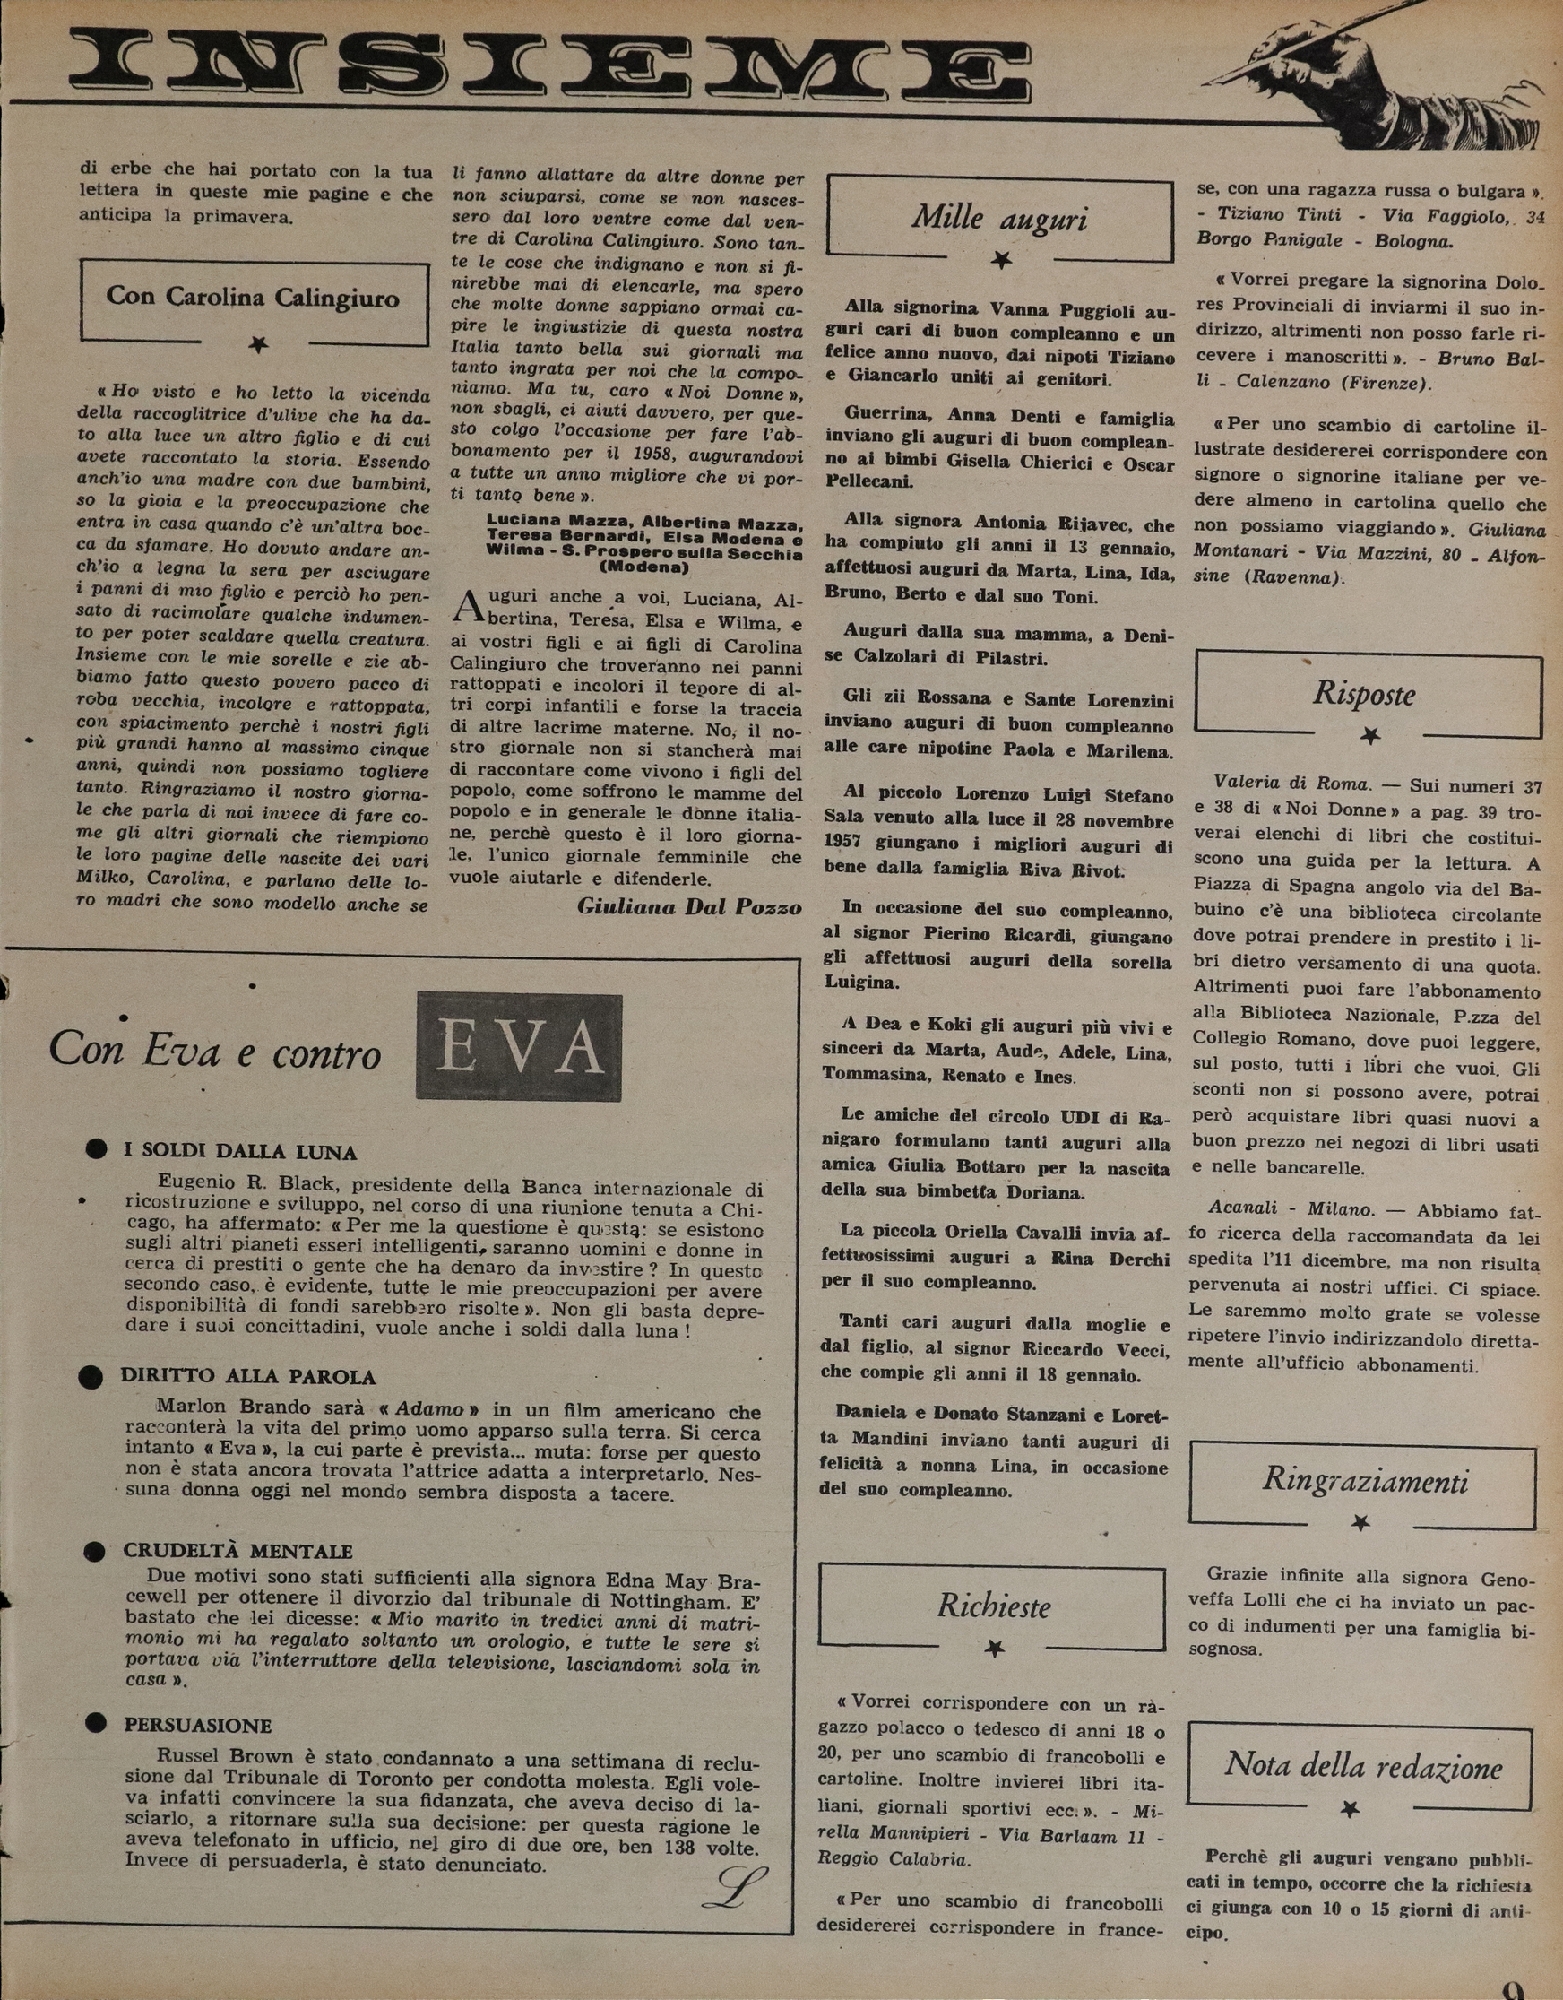 INSIEME
di erbe che hai portato con la tua
lettera in queste mie pagine e che
anticipa la primavera.
Con Carolina Calingiuro
« Ho visto e ho letto la vicenda
della raccoglitrice d'ulive che ha da-
to alla luce un altro figlio e di cui
avete raccontato la storia. Essendo
anch'io una madre con due bambini,
so la gioia e la preoccupazione che
entra in casa quando c'è un'altra boc-
ca da sfamare. Ho dovuto andare an-
ch'io a legna la sera per asciugare
i panni di mio figlio e perciò ho pen-
sato di racimolare qualche indumen-
to per poter scaldare quella creatura.
Insieme con le mie sorelle e zie ab-
biamo fatto questo povero pacco di
roba vecchia, incolore e rattoppata,
con spiacimento perchè i nostri figli
più grandi hanno al massimo cinque
anni, quindi non possiamo togliere
tanto. Ringraziamo il nostro giorna-
le che parla di noi invece di fare co-
me gli altri giornali che riempiono
le loro pagine delle nascite dei vari
Milko, Carolina, e parlano delle lo-
ro madri che sono modello anche se
li fanno allattare da altre donne per
non sciuparsi, come se non nasces-
sero dal loro ventre come dal ven-
tre di Carolina Calingiuro. Sono tan-
te le cose che indignano e non si fi-
nirebbe mai di elencarle, ma spero
che molte donne sappiano ormai ca-
pire le ingiustizie di questa nostra
Italia tanto bella sui giornali ma
tanto ingrata per noi che la compo-
niamo. Ma tu, caro « Noi Donne »,
non sbagli, ci aiuti davvero, per que-
sto colgo l'occasione per fare l'ab-
bonamento per il 1958, augurandovi
a tutte un anno migliore che vi por-
ti tanto bene ».
Luciana Mazza, Albertina Mazza,
Teresa Bernardi, Elsa Modena e
Wilma - S. Prospero sulla Secchia
(Modena)
Auguri anche a voi, Luciana, Al-
bertina, Teresa, Elsa e Wilma, e
ai vostri figli e ai figli di Carolina
Calingiuro che troveranno nei panni
rattoppati e incolori il tepore di al-
tri corpi infantili e forse la traccia
di altre lacrime materne. No, il no-
stro giornale non si stancherà mai
di raccontare come vivono i figli del
popolo, come soffrono le mamme del
popolo e in generale le donne italia-
ne, perchè questo è il loro giorna-
le, l'unico giornale femminile che
vuole aiutarle e difenderle.
Giuliana Dal Pozzo
Con Eva e contro EVA
I SOLDI DALLA LUNA
Eugenio R. Black, presidente della Banca internazionale di
ricostruzione e sviluppo, nel corso di una riunione tenuta a Chi-
cago, ha affermato: « Per me la questione è questa: se esistono
sugli altri pianeti esseri intelligenti, saranno uomini e donne in
cerca di prestiti o gente che ha denaro da investire? In questo
secondo caso, è evidente, tutte le mie preoccupazioni per avere
disponibilità di fondi sarebbero risolte ». Non gli basta depre-
dare i suoi concittadini, vuole anche i soldi dalla luna!
DIRITTO ALLA PAROLA
Marlon Brando sarà « Adamo » in un film americano che
racconterà la vita del primo uomo apparso sulla terra. Si cerca
intanto « Eva », la cui parte è prevista... muta: forse per questo
non è stata ancora trovata l'attrice adatta a interpretarlo. Nes-
suna donna oggi nel mondo sembra disposta a tacere.
CRUDELTÀ MENTALE
Due motivi sono stati sufficienti alla signora Edna May Bra-
cewell per ottenere il divorzio dal tribunale di Nottingham. E'
bastato che lei dicesse: « Mio marito in tredici anni di matri-
monio mi ha regalato soltanto un orologio, e tutte le sere si
portava via l'interruttore della televisione, lasciandomi sola in
casa ».
PERSUASIONE
Russel Brown è stato condannato a una settimana di reclu-
sione dal Tribunale di Toronto per condotta molesta. Egli vole-
va infatti convincere la sua fidanzata, che aveva deciso di la-
sciarlo, a ritornare sulla sua decisione: per questa ragione le
aveva telefonato in ufficio, nel giro di due ore, ben 138 volte.
Invece di persuaderla, è stato denunciato.
L
Mille auguri
Alla signorina Vanna Puggioli au-
guri cari di buon compleanno e un
felice anno nuovo, dai nipoti Tiziano
e Giancarlo uniti ai genitori.
Guerrina, Anna Denti e famiglia
inviano gli auguri di buon complean-
no ai bimbi Gisella Chierici e Oscar
Pellecani.
Alla signora Antonia Rijavec, che
ha compiuto gli anni il 13 gennaio,
affettuosi auguri da Marta, Lina, Ida,
Bruno, Berto e dal suo Toni.
Auguri dalla sua mamma, a Deni-
se Calzolari di Pilastri.
Gli zii Rossana e Sante Lorenzini
inviano auguri di buon compleanno
alle care nipotine Paola e Marilena.
Al piccolo Lorenzo Luigi Stefano
Sala venuto alla luce il 28 novembre
1957 giungano i migliori auguri di
bene dalla famiglia Riva Rivot.
In occasione del suo compleanno,
al signor Pierino Ricardi, giungano
gli affettuosi auguri della sorella
Luigina.
A Dea e Koki gli auguri più vivi e
sinceri da Marta, Aude, Adele, Lina,
Tommasina, Renato e Ines.
Le amiche del circolo UDI di Ra-
nigaro formulano tanti auguri alla
amica Giulia Bottaro per la nascita
della sua bimbetta Doriana.
La piccola Oriella Cavalli invia af-
fettuosissimi auguri a Rina Derchi
per il suo compleanno.
Tanti cari auguri dalla moglie e
dal figlio, al signor Riccardo Vecci,
che compie gli anni il 18 gennaio.
Daniela e Donato Stanzani e Loret-
ta Mandini inviano tanti auguri di
felicità a nonna Lina, in occasione
del suo compleanno.
Richieste
« Vorrei corrispondere con un ra-
gazzo polacco o tedesco di anni 18 o
20, per uno scambio di francobolli e
cartoline. Inoltre invierei libri ita-
liani, giornali sportivi ecc. ». - Mi-
rella Mannipieri - Via Barlaam 11 -
Reggio Calabria.
« Per uno scambio di francobolli
desidererei corrispondere in france-
se, con una ragazza russa o bulgara ».
- Tiziano Tinti - Via Faggiolo, 34
Borgo Panigale - Bologna.
« Vorrei pregare la signorina Dolo-
res Provinciali di inviarmi il suo in-
dirizzo, altrimenti non posso farle ri-
cevere i manoscritti ». - Bruno Bal-
li - Calenzano (Firenze).
« Per uno scambio di cartoline il-
lustrate desidererei corrispondere con
signore o signorine italiane per ve-
dere almeno in cartolina quello che
non possiamo viaggiando ». Giuliana
Montanari - Via Mazzini, 80 - Alfon-
sine (Ravenna).
Risposte
Valeria di Roma. — Sui numeri 37
e 38 di « Noi Donne » a pag. 39 tro-
verai elenchi di libri che costitui-
scono una guida per la lettura. A
Piazza di Spagna angolo via del Ba-
buino c'è una biblioteca circolante
dove potrai prendere in prestito i li-
bri dietro versamento di una quota.
Altrimenti puoi fare l'abbonamento
alla Biblioteca Nazionale, P.zza del
Collegio Romano, dove puoi leggere,
sul posto, tutti i libri che vuoi. Gli
sconti non si possono avere, potrai
però acquistare libri quasi nuovi a
buon prezzo nei negozi di libri usati
e nelle bancarelle.
Acanali - Milano. — Abbiamo fat-
fo ricerca della raccomandata da lei
spedita l'11 dicembre, ma non risulta
pervenuta ai nostri uffici. Ci spiace.
Le saremmo molto grate se volesse
ripetere l'invio indirizzandolo diretta-
mente all'ufficio abbonamenti.
Ringraziamenti
Grazie infinite alla signora Geno-
veffa Lolli che ci ha inviato un pac-
co di indumenti per una famiglia bi-
sognosa.
Nota della redazione
Perchè gli auguri vengano pubbli-
cati in tempo, occorre che la richiesta
ci giunga con 10 o 15 giorni di anti-
cipo.
9